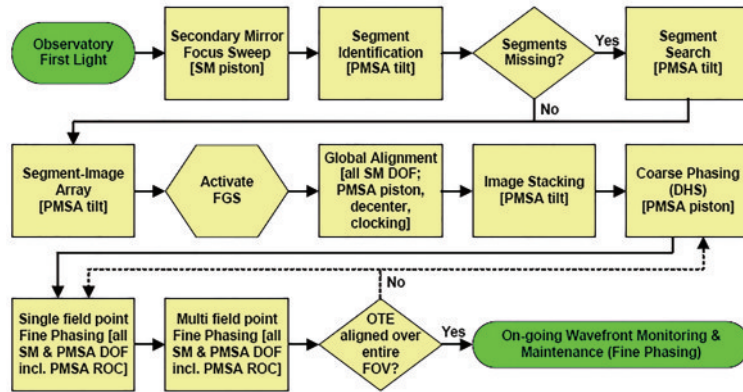 Observatory
First Light
Secondary Mirror
Focus Sweep
[SM piston]
Segment
Identification
[PMSA tilt]
Segments
Missing?
Yes
Segment
Search
[PMSA tilt]
No
Segment-Image
Array
[PMSA tilt]
Activate
FGS
Global Alignment
[all SM DOF;
PMSA piston,
decenter,
clocking]
Image Stacking
[PMSA tilt]
Coarse Phasing
(DHS)
[PMSA piston]
No
Single field point
Fine Phasing [all
SM & PMSA DOF
incl. PMSA ROC]
Multi field point
Fine Phasing [all
SM & PMSA DOF
incl. PMSA ROC]
OTE
aligned over
entire
FOV?
Yes
On-going Wavefront Monitoring &
Maintenance (Fine Phasing)